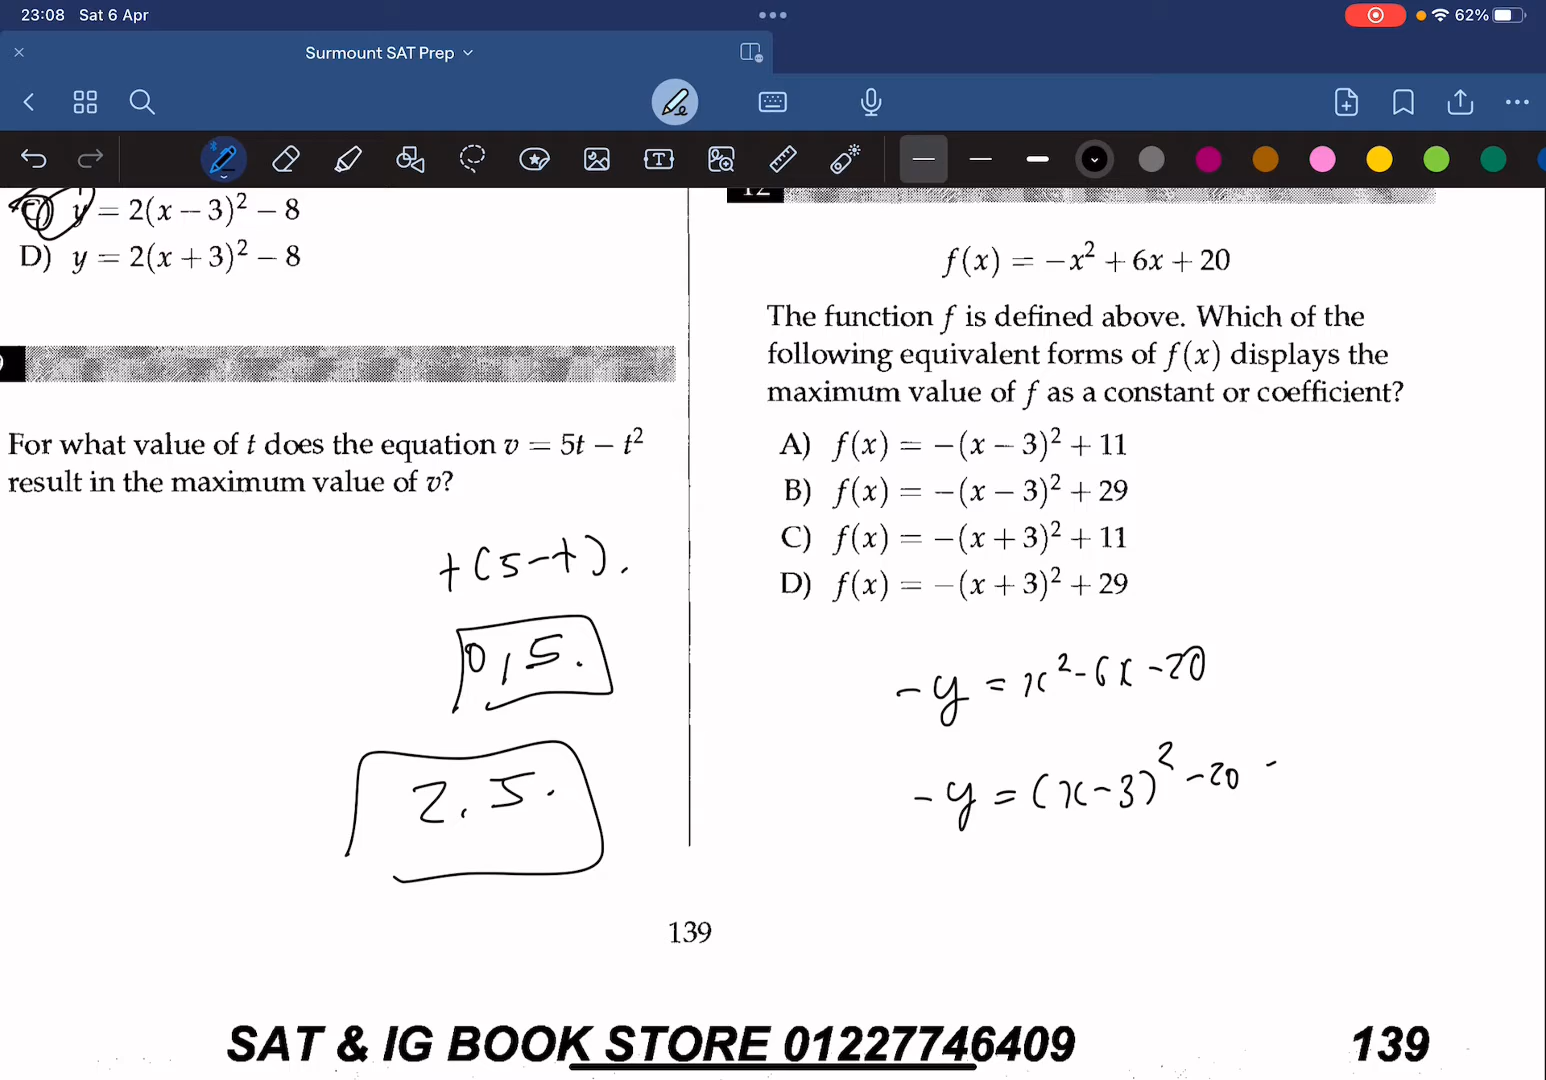 23:08 Sat 6 Apr
62%
Surmount SAT Prep
C) y = 2(x − 3)² − 8
D) y = 2(x + 3)² − 8
For what value of t does the equation v = 5t − t²
result in the maximum value of v?
t(5-t).
0,5.
2.5.
12
f(x) = −x² + 6x + 20
The function f is defined above. Which of the
following equivalent forms of f(x) displays the
maximum value of f as a constant or coefficient?
A) f(x) = −(x − 3)² + 11
B) f(x) = −(x − 3)² + 29
C) f(x) = −(x + 3)² + 11
D) f(x) = −(x + 3)² + 29
-y = x²-6x-20
-y = (x-3)²-20 -
139
SAT & IG BOOK STORE 01227746409 139